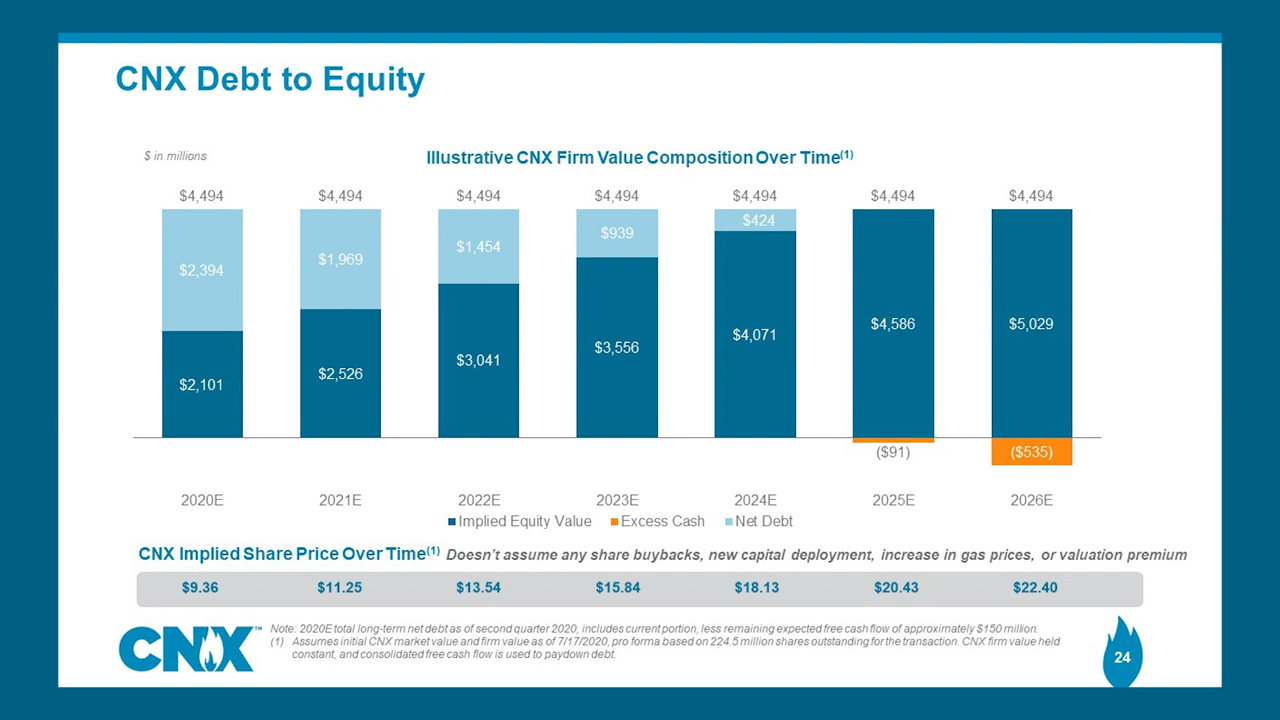 CNX Debt to Equity
$ in millions
Illustrative CNX Firm Value Composition Over Time(1)
$4,494 $4,494 $4,494 $4,494 $4,494 $4,494 $4,494
$2,394 $1,969 $1,454 $939 $424
$2,101 $2,526 $3,041 $3,556 $4,071 $4,586 $5,029
($91) ($535)
2020E 2021E 2022E 2023E 2024E 2025E 2026E
Implied Equity Value Excess Cash Net Debt
CNX Implied Share Price Over Time(1) Doesn't assume any share buybacks, new capital deployment, increase in gas prices, or valuation premium
$9.36 $11.25 $13.54 $15.84 $18.13 $20.43 $22.40
CNX™
Note: 2020E total long-term net debt as of second quarter 2020, includes current portion, less remaining expected free cash flow of approximately $150 million.
(1) Assumes initial CNX market value and firm value as of 7/17/2020, pro forma based on 224.5 million shares outstanding for the transaction. CNX firm value held
constant, and consolidated free cash flow is used to paydown debt.
24